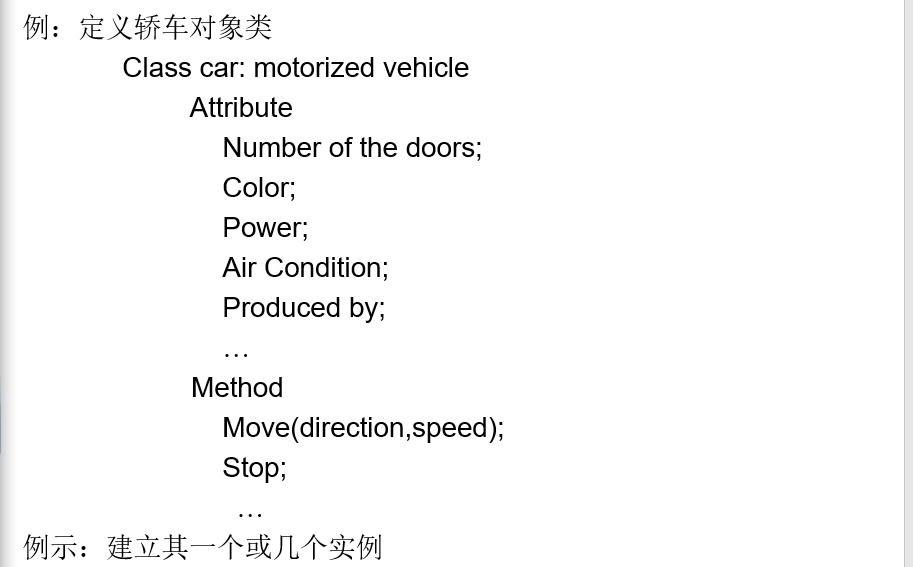 例：定义轿车对象类
Class car: motorized vehicle
Attribute
Number of the doors;
Color;
Power;
Air Condition;
Produced by;
…
Method
Move(direction,speed);
Stop;
…
例示：建立其一个或几个实例